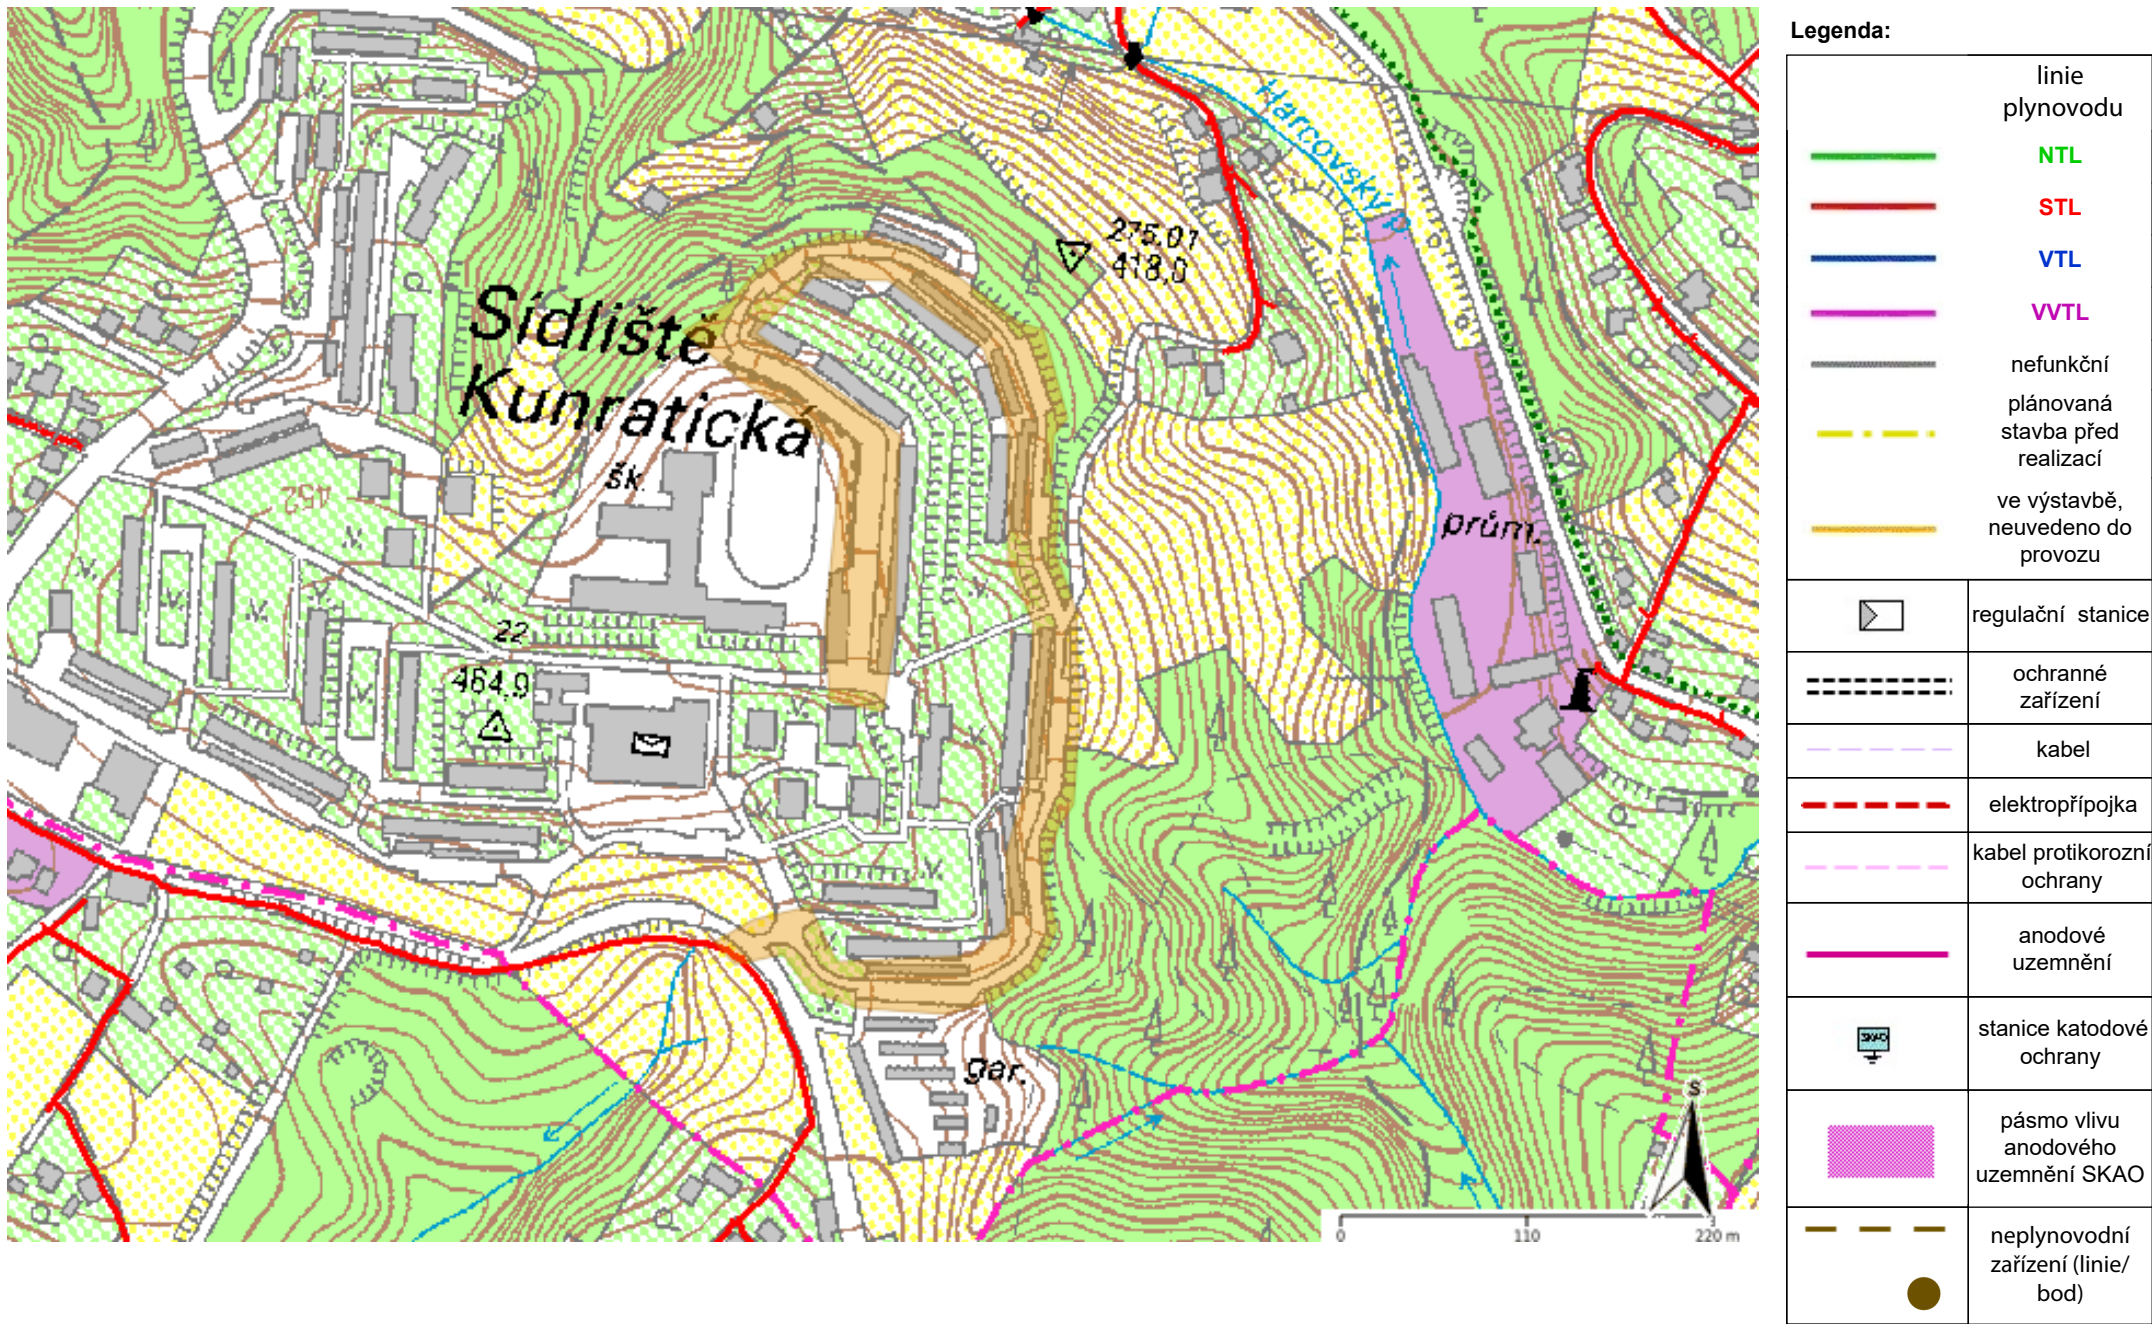 Harcovský p.
275,01
418,0
Sídliště
Kunratická
šk.
452
prům.
22
464,9
gar.
S
0 110 220 m
Legenda:
linie
plynovodu
NTL
STL
VTL
VVTL
nefunkční
plánovaná
stavba před
realizací
ve výstavbě,
neuvedeno do
provozu
regulační stanice
ochranné
zařízení
kabel
elektropřípojka
kabel protikorozní
ochrany
anodové
uzemnění
SKAO
stanice katodové
ochrany
pásmo vlivu
anodového
uzemnění SKAO
neplynovodní
zařízení (linie/
bod)